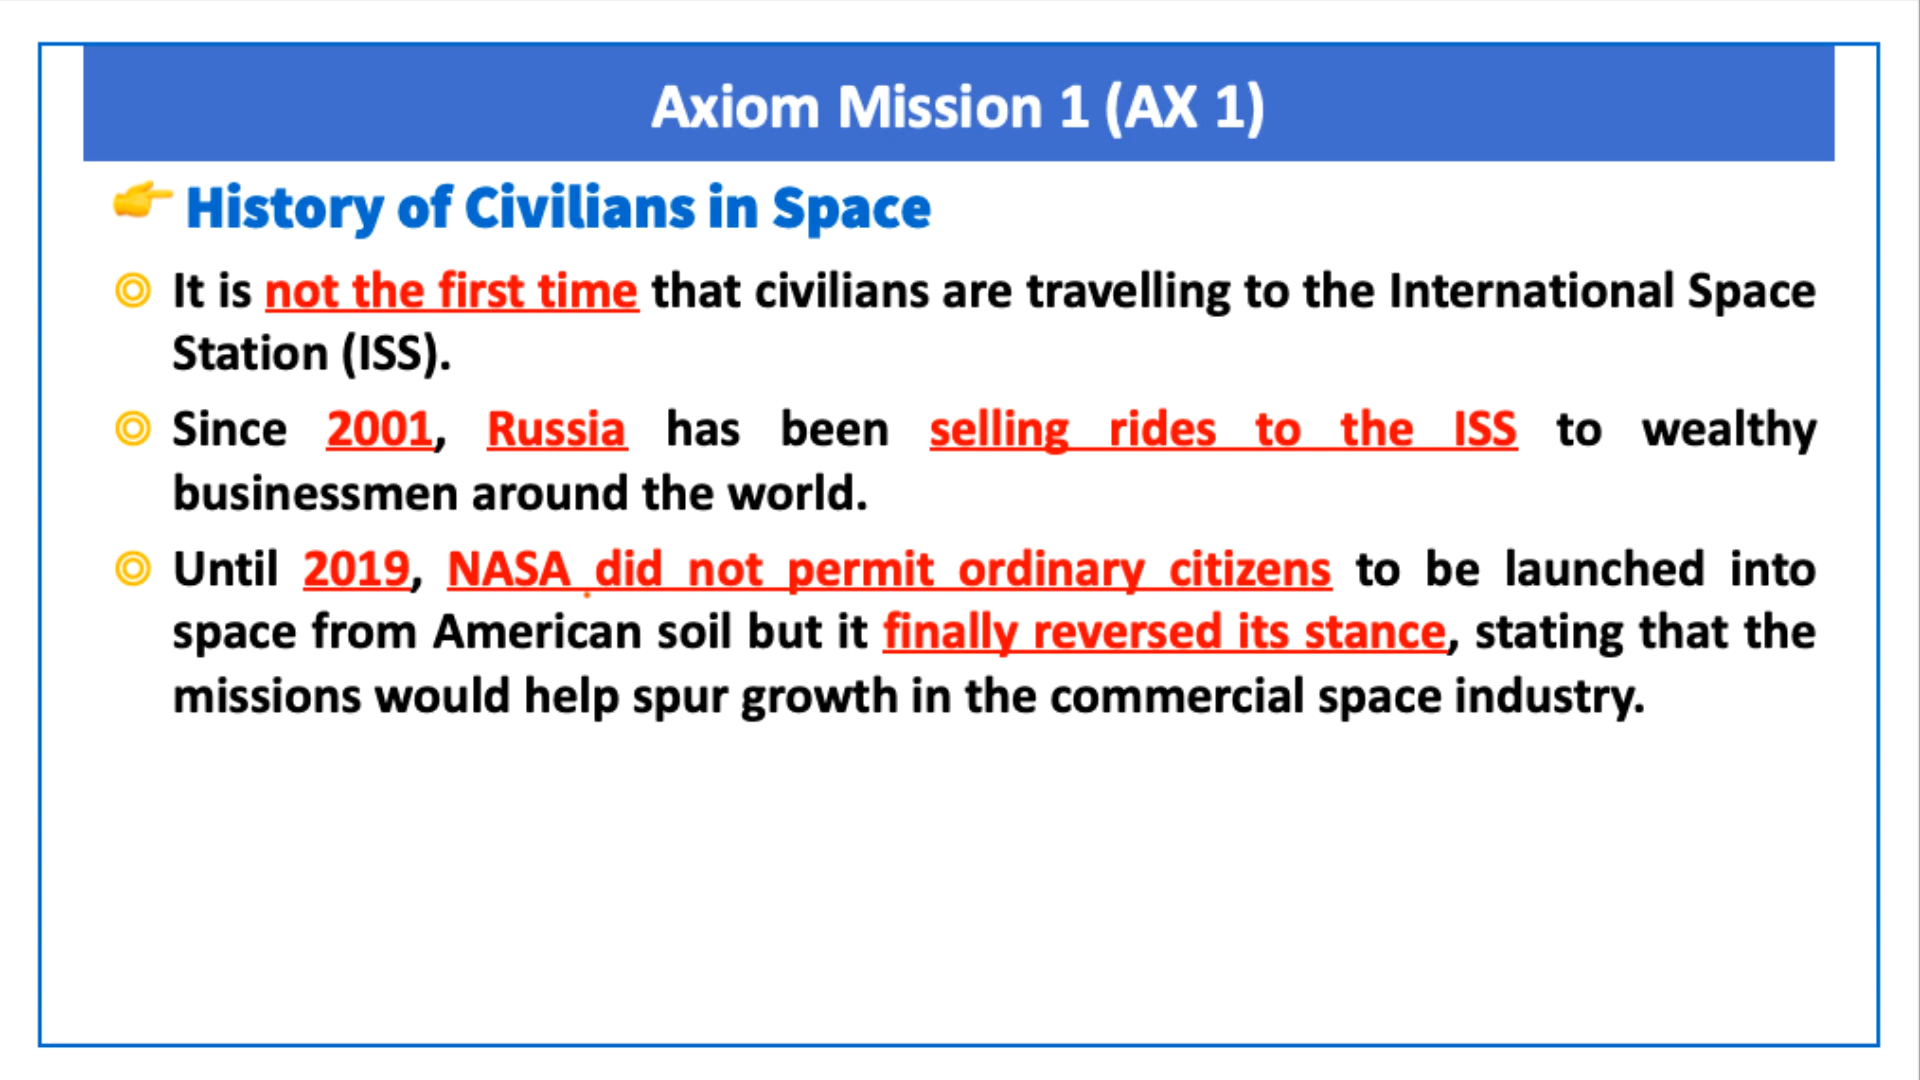 Axiom Mission 1 (AX 1)
History of Civilians in Space
It is not the first time that civilians are travelling to the International Space
Station (ISS).
Since 2001, Russia has been selling rides to the ISS to wealthy
businessmen around the world.
Until 2019, NASA did not permit ordinary citizens to be launched into
space from American soil but it finally reversed its stance, stating that the
missions would help spur growth in the commercial space industry.